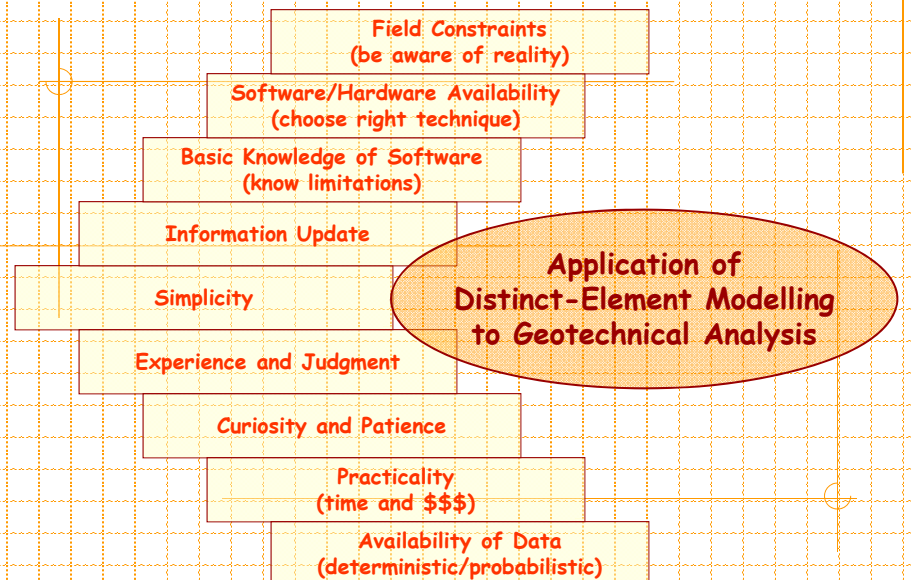 Field Constraints
(be aware of reality)
Software/Hardware Availability
(choose right technique)
Basic Knowledge of Software
(know limitations)
Information Update
Simplicity
Experience and Judgment
Curiosity and Patience
Practicality
(time and $$$)
Availability of Data
(deterministic/probabilistic)
Application of
Distinct-Element Modelling
to Geotechnical Analysis